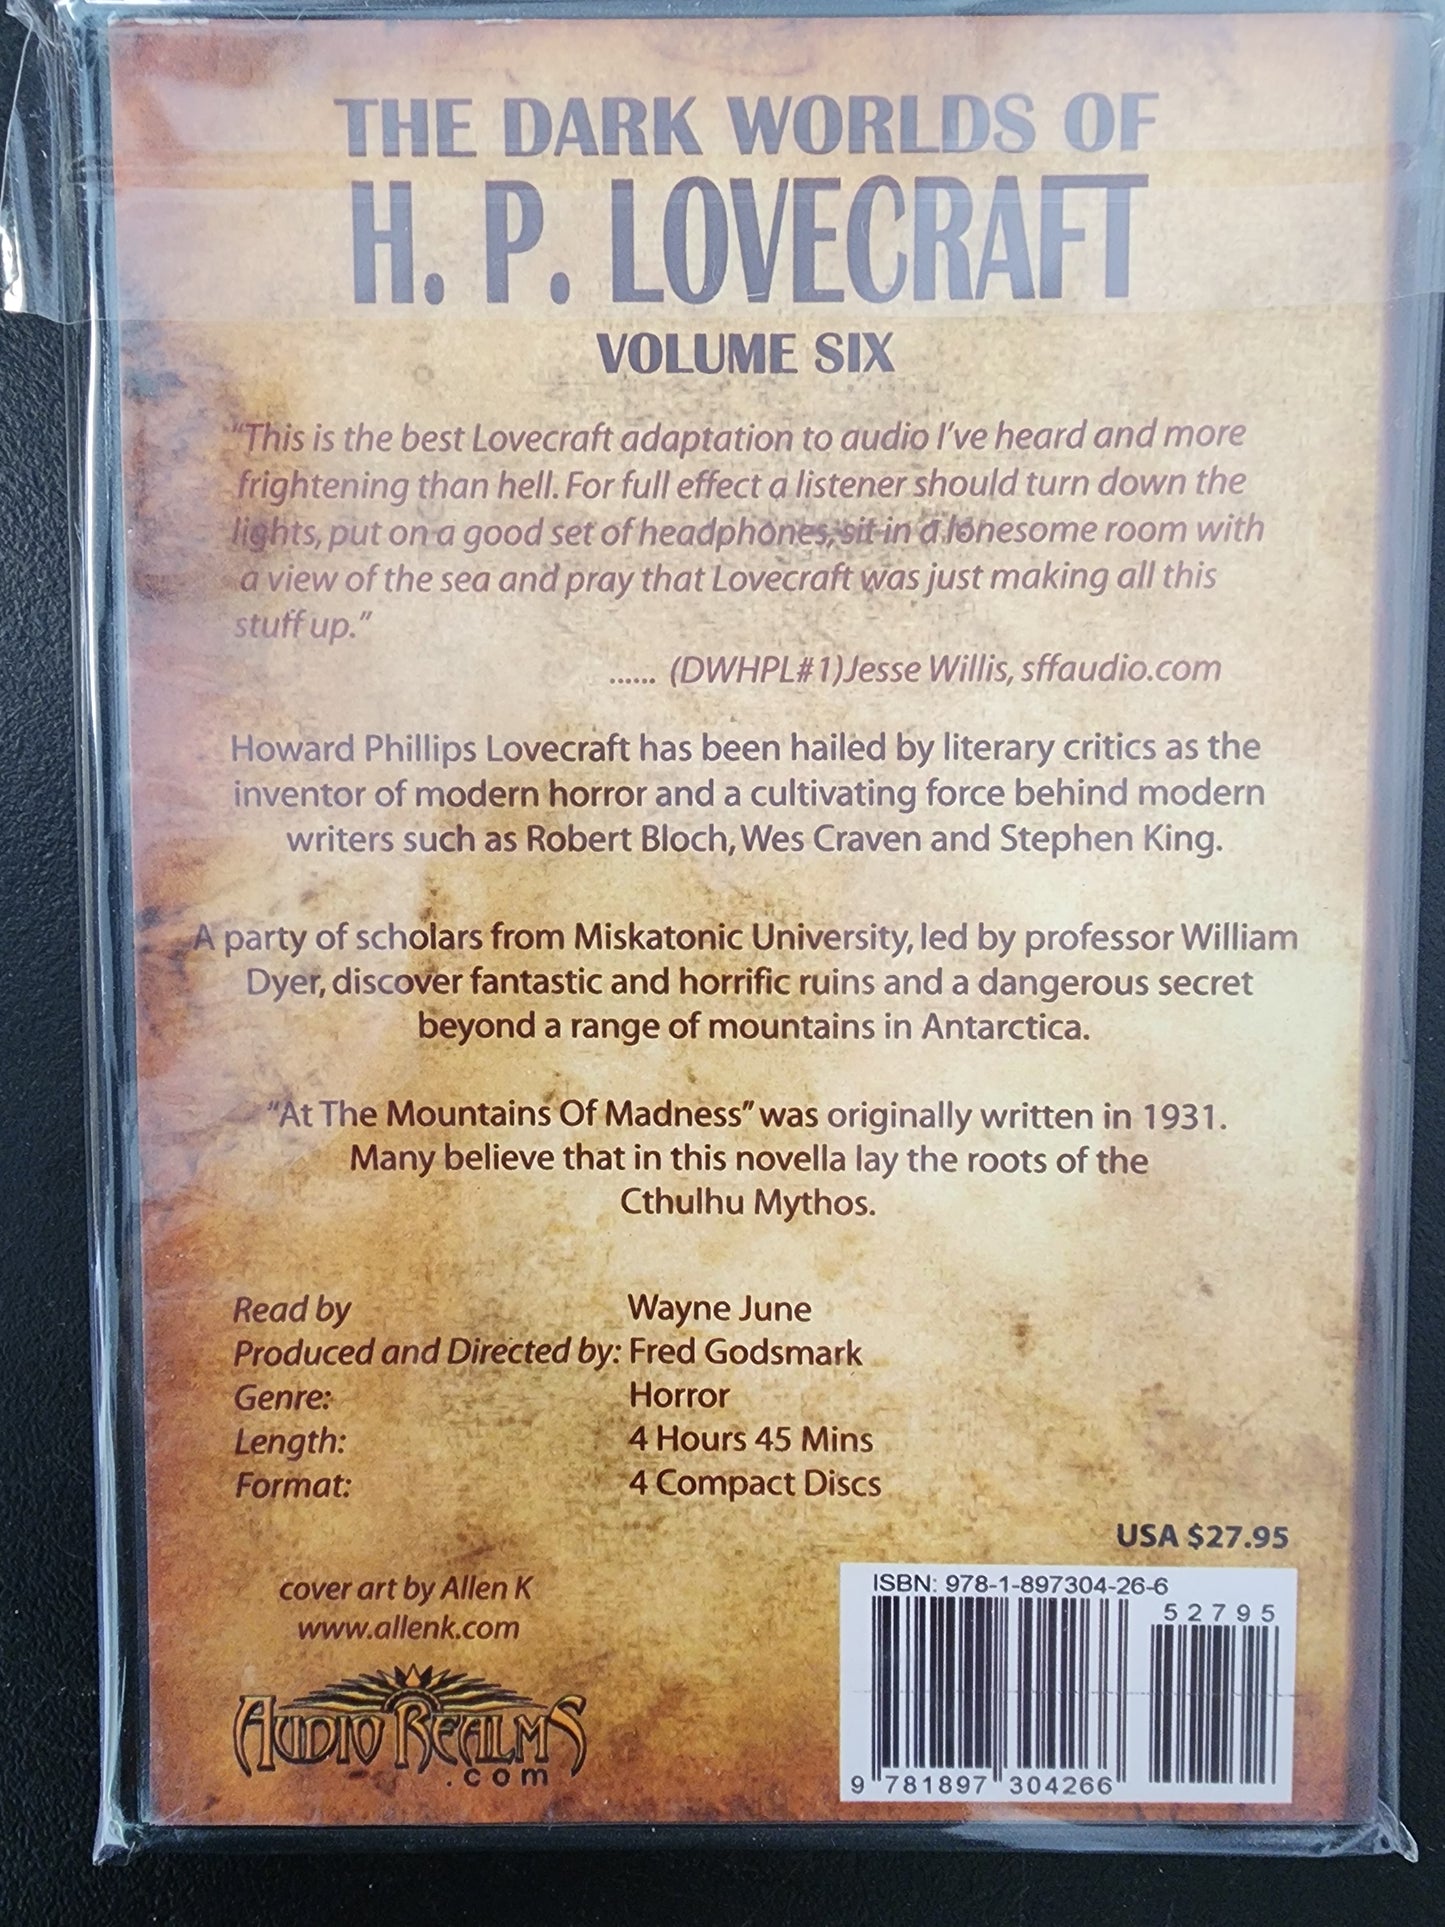 THE DARK WORLDS OF
H. P. LOVECRAFT
VOLUME SIX
"This is the best Lovecraft adaptation to audio I've heard and more
frightening than hell. For full effect a listener should turn down the
lights, put on a good set of headphones, sit in a lonesome room with
a view of the sea and pray that Lovecraft was just making all this
stuff up."
...... (DWHPL#1)Jesse Willis, sffaudio.com
Howard Phillips Lovecraft has been hailed by literary critics as the
inventor of modern horror and a cultivating force behind modern
writers such as Robert Bloch, Wes Craven and Stephen King.
A party of scholars from Miskatonic University, led by professor William
Dyer, discover fantastic and horrific ruins and a dangerous secret
beyond a range of mountains in Antarctica.
"At The Mountains Of Madness" was originally written in 1931.
Many believe that in this novella lay the roots of the
Cthulhu Mythos.
Read by Wayne June
Produced and Directed by: Fred Godsmark
Genre: Horror
Length: 4 Hours 45 Mins
Format: 4 Compact Discs
USA $27.95
cover art by Allen K
www.allenk.com
AUDIO REALMS
.com
ISBN: 978-1-897304-26-6
52795
9 781897 304266